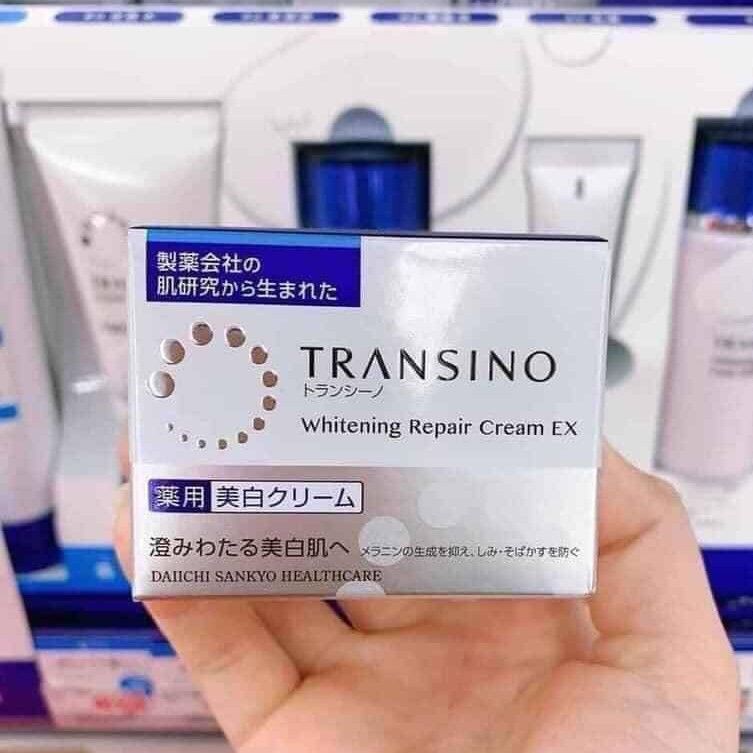 製薬会社の
肌研究から生まれた
TRANSINO
トランシーノ
Whitening Repair Cream EX
薬用 美白クリーム
澄みわたる美白肌へ メラニンの生成を抑え、しみ・そばかすを防ぐ
DAIICHI SANKYO HEALTHCARE